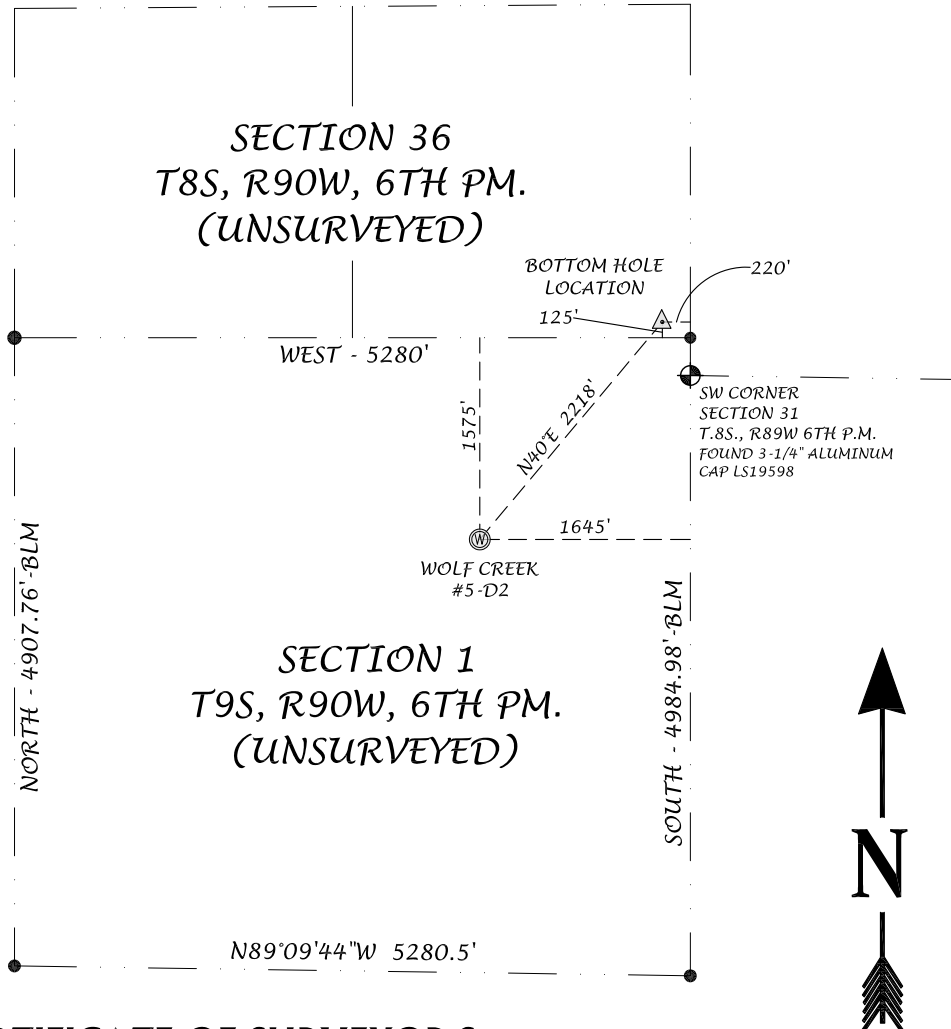 SECTION 36
T8S, R90W, 6TH PM.
(UNSURVEYED)
BOTTOM HOLE
LOCATION
220'
125'
WEST - 5280'
SW CORNER
SECTION 31
T.8S., R89W 6TH P.M.
FOUND 3-1/4" ALUMINUM
CAP LS19598
1575'
N40°E 2218'
1645'
WOLF CREEK
#5-D2
NORTH - 4907.76'-BLM
SOUTH - 4984.98'-BLM
SECTION 1
T9S, R90W, 6TH PM.
(UNSURVEYED)
W
N
N89°09'44"W 5280.5'